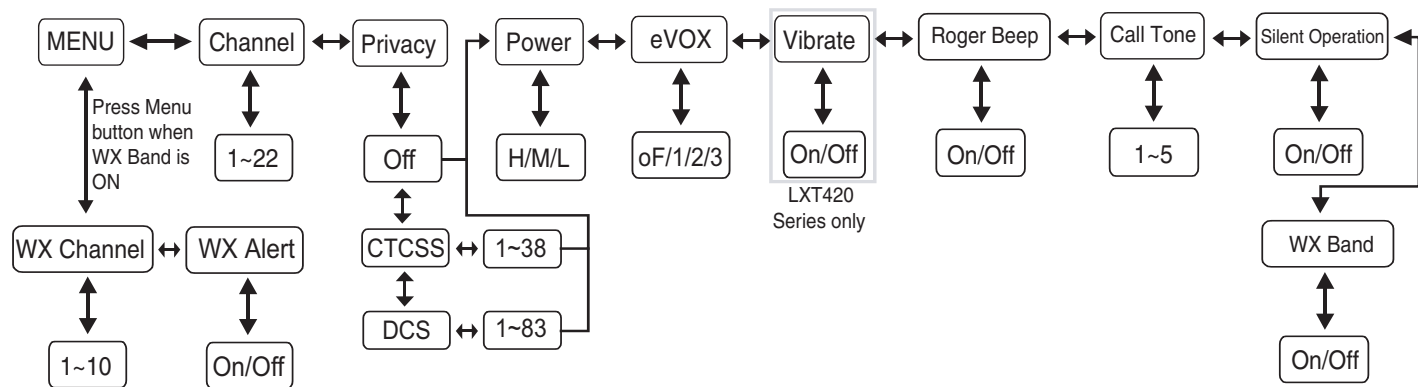 MENU
Channel
Privacy
Power
eVOX
Vibrate
Roger Beep
Call Tone
Silent Operation
Press Menu
button when
WX Band is
ON
1~22
Off
H/M/L
oF/1/2/3
On/Off
LXT420
Series only
On/Off
1~5
On/Off
WX Channel
WX Alert
CTCSS
1~38
WX Band
DCS
1~83
1~10
On/Off
On/Off